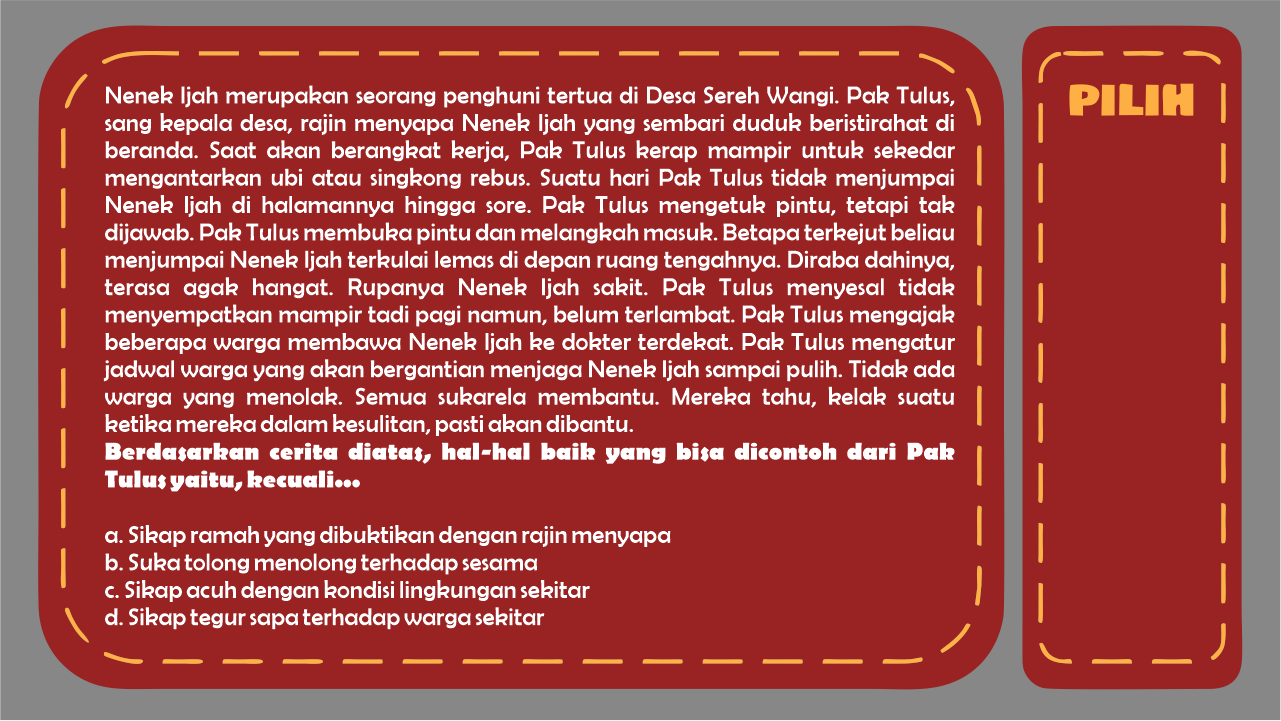 Nenek Ijah merupakan seorang penghuni tertua di Desa Sereh Wangi. Pak Tulus,
sang kepala desa, rajin menyapa Nenek Ijah yang sembari duduk beristirahat di
beranda. Saat akan berangkat kerja, Pak Tulus kerap mampir untuk sekedar
mengantarkan ubi atau singkong rebus. Suatu hari Pak Tulus tidak menjumpai
Nenek Ijah di halamannya hingga sore. Pak Tulus mengetuk pintu, tetapi tak
dijawab. Pak Tulus membuka pintu dan melangkah masuk. Betapa terkejut beliau
menjumpai Nenek Ijah terkulai lemas di depan ruang tengahnya. Diraba dahinya,
terasa agak hangat. Rupanya Nenek Ijah sakit. Pak Tulus menyesal tidak
menyempatkan mampir tadi pagi namun, belum terlambat. Pak Tulus mengajak
beberapa warga membawa Nenek Ijah ke dokter terdekat. Pak Tulus mengatur
jadwal warga yang akan bergantian menjaga Nenek Ijah sampai pulih. Tidak ada
warga yang menolak. Semua sukarela membantu. Mereka tahu, kelak suatu
ketika mereka dalam kesulitan, pasti akan dibantu.
Berdasarkan cerita diatas, hal-hal baik yang bisa dicontoh dari Pak
Tulus yaitu, kecuali...
a. Sikap ramah yang dibuktikan dengan rajin menyapa
b. Suka tolong menolong terhadap sesama
c. Sikap acuh dengan kondisi lingkungan sekitar
d. Sikap tegur sapa terhadap warga sekitar
PILIH